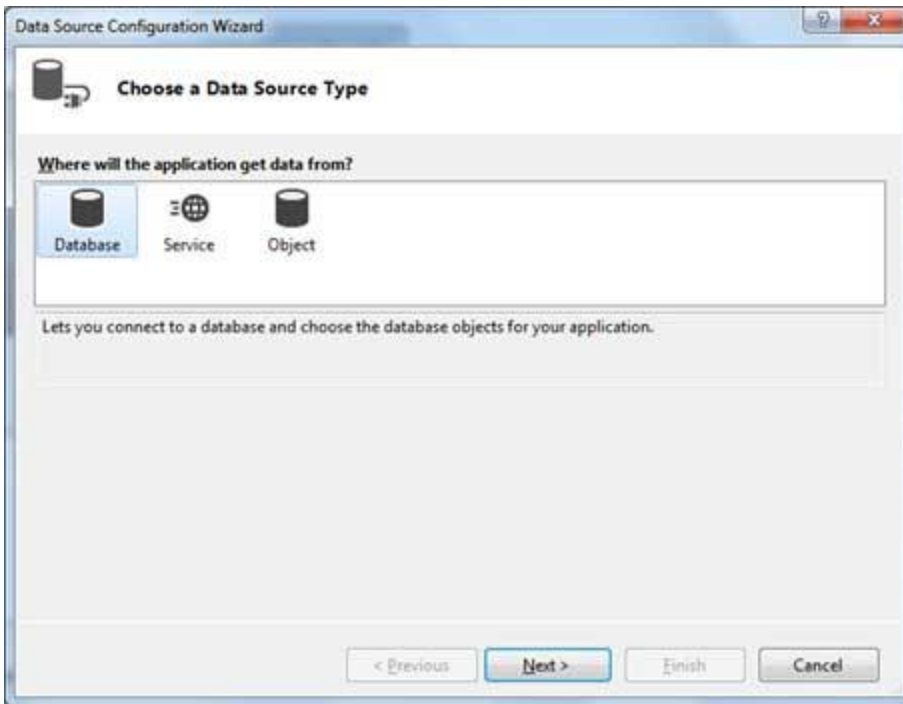 Data Source Configuration Wizard
?
Choose a Data Source Type
Where will the application get data from?
Database Service Object
Lets you connect to a database and choose the database objects for your application.
< Previous Next > Finish Cancel